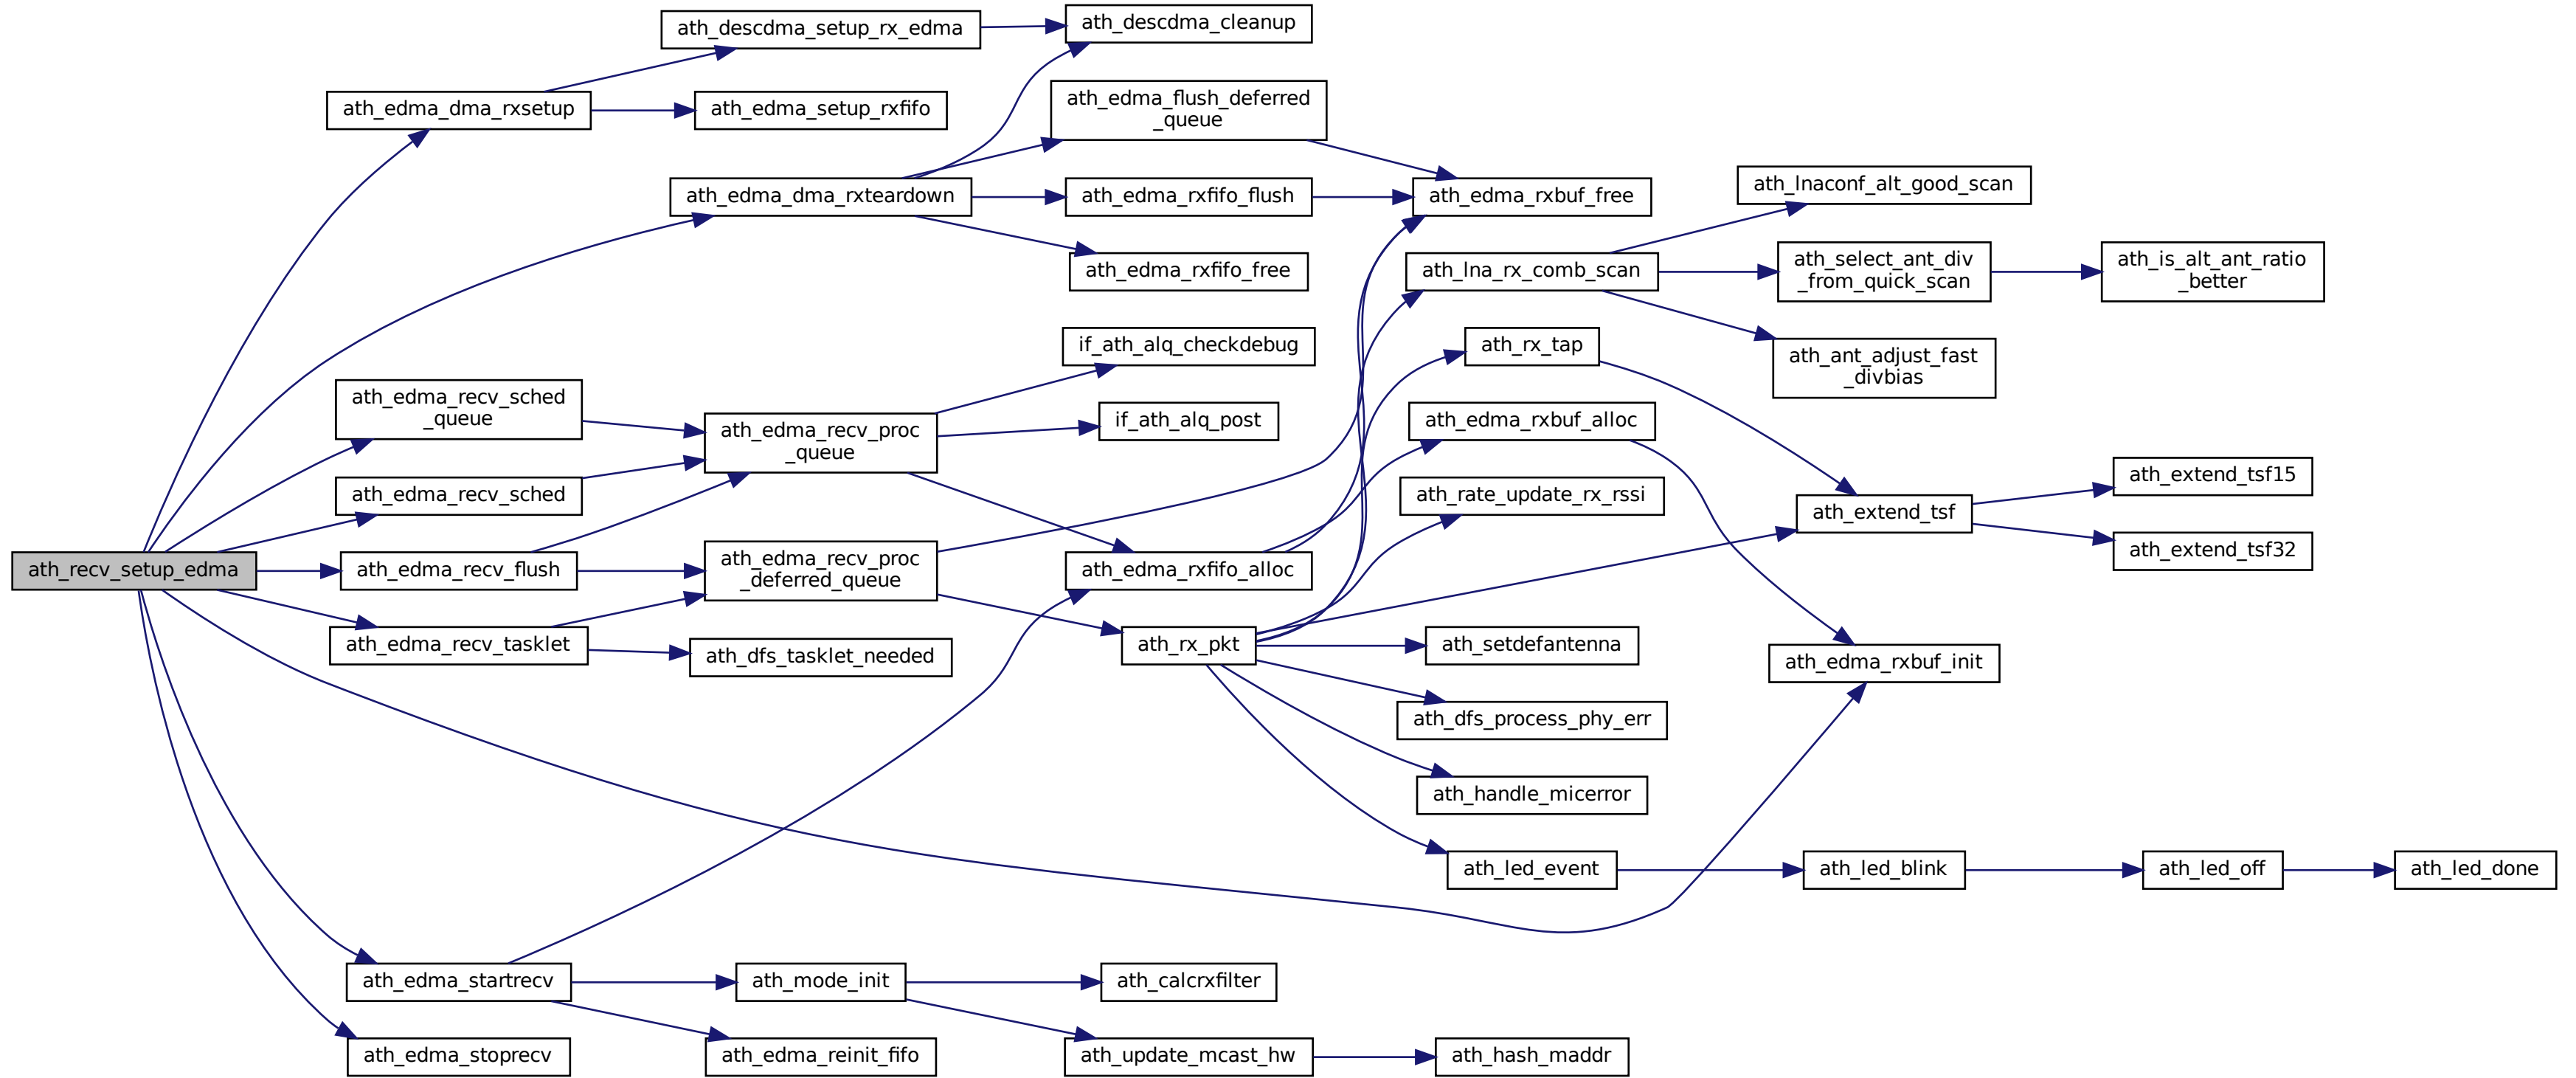 ath_recv_setup_edma
ath_edma_dma_rxsetup
ath_descdma_setup_rx_edma
ath_descdma_cleanup
ath_edma_setup_rxfifo
ath_edma_dma_rxteardown
ath_edma_flush_deferred
_queue
ath_edma_rxfifo_flush
ath_edma_rxbuf_free
ath_edma_rxfifo_free
ath_edma_recv_sched
_queue
ath_edma_recv_sched
ath_edma_recv_flush
ath_edma_recv_tasklet
ath_edma_recv_proc
_queue
if_ath_alq_checkdebug
if_ath_alq_post
ath_edma_recv_proc
_deferred_queue
ath_dfs_tasklet_needed
ath_edma_rxfifo_alloc
ath_rx_pkt
ath_lna_rx_comb_scan
ath_lnaconf_alt_good_scan
ath_select_ant_div
_from_quick_scan
ath_is_alt_ant_ratio
_better
ath_ant_adjust_fast
_divbias
ath_rx_tap
ath_edma_rxbuf_alloc
ath_rate_update_rx_rssi
ath_extend_tsf
ath_extend_tsf15
ath_extend_tsf32
ath_setdefantenna
ath_edma_rxbuf_init
ath_dfs_process_phy_err
ath_handle_micerror
ath_led_event
ath_led_blink
ath_led_off
ath_led_done
ath_edma_startrecv
ath_mode_init
ath_calcrxfilter
ath_edma_stoprecv
ath_edma_reinit_fifo
ath_update_mcast_hw
ath_hash_maddr